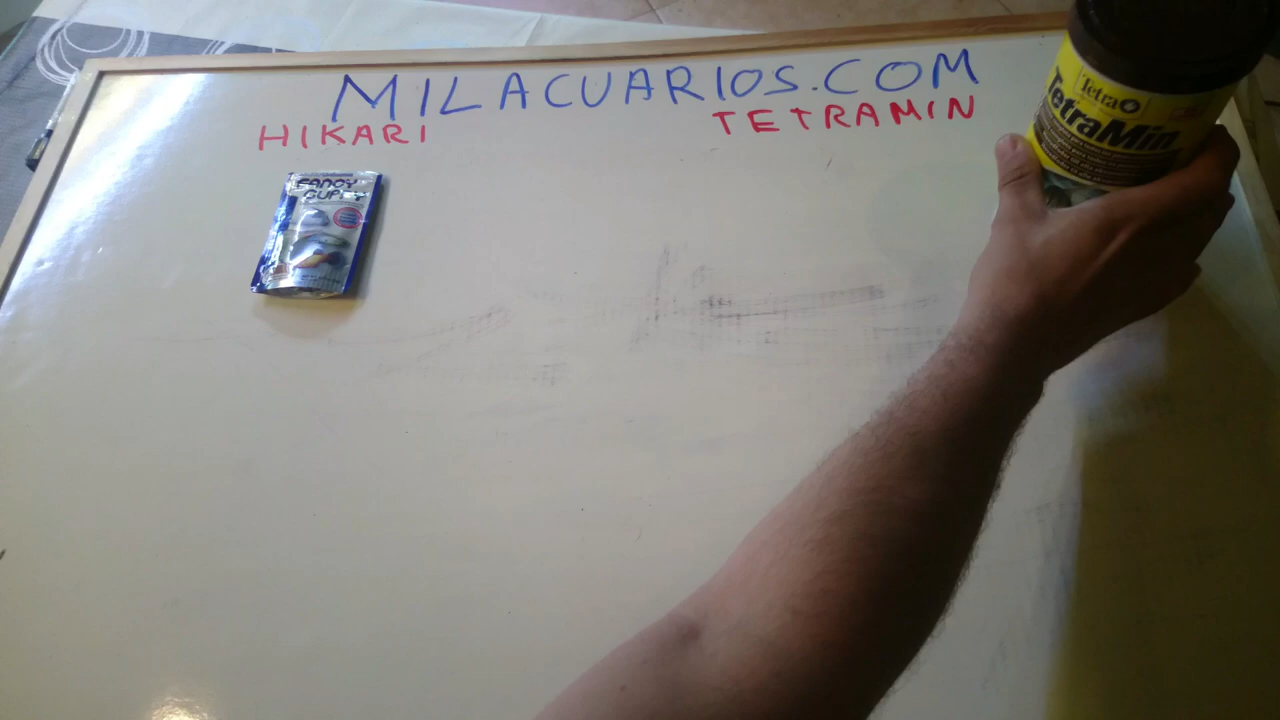 MILACUARIOS.COM
HIKARI
TETRAMIN
FANCY
GUPPY
Tetra
TetraMin